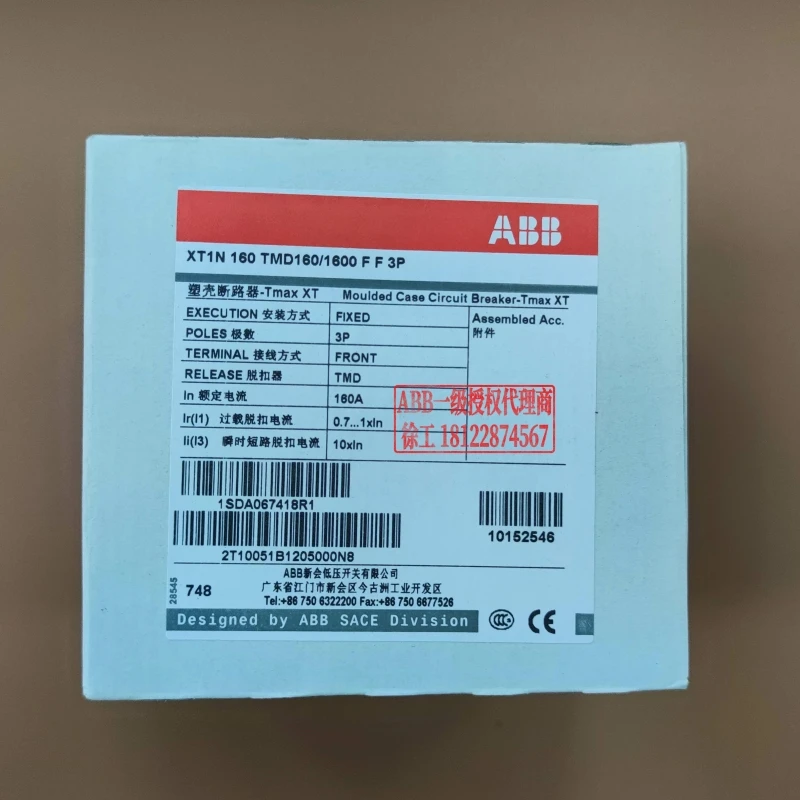 ABB
XT1N 160 TMD160/1600 F F 3P
塑壳断路器-Tmax XT Moulded Case Circuit Breaker-Tmax XT
EXECUTION 安装方式 FIXED Assembled Acc.
附件
POLES 极数 3P
TERMINAL 接线方式 FRONT
RELEASE 脱扣器 TMD
In 额定电流 160A
Ir(I1) 过载脱扣电流 0.7...1xIn
Ii(I3) 瞬时短路脱扣电流 10xIn
ABB一级授权代理商
徐工 18122874567
1SDA067418R1
2T10051B1205000N8
10152546
ABB新会低压开关有限公司
广东省江门市新会区今古洲工业开发区
Tel:+86 750 6322200 Fax:+86 750 6677526
28545
748
Designed by ABB SACE Division
CCC CE